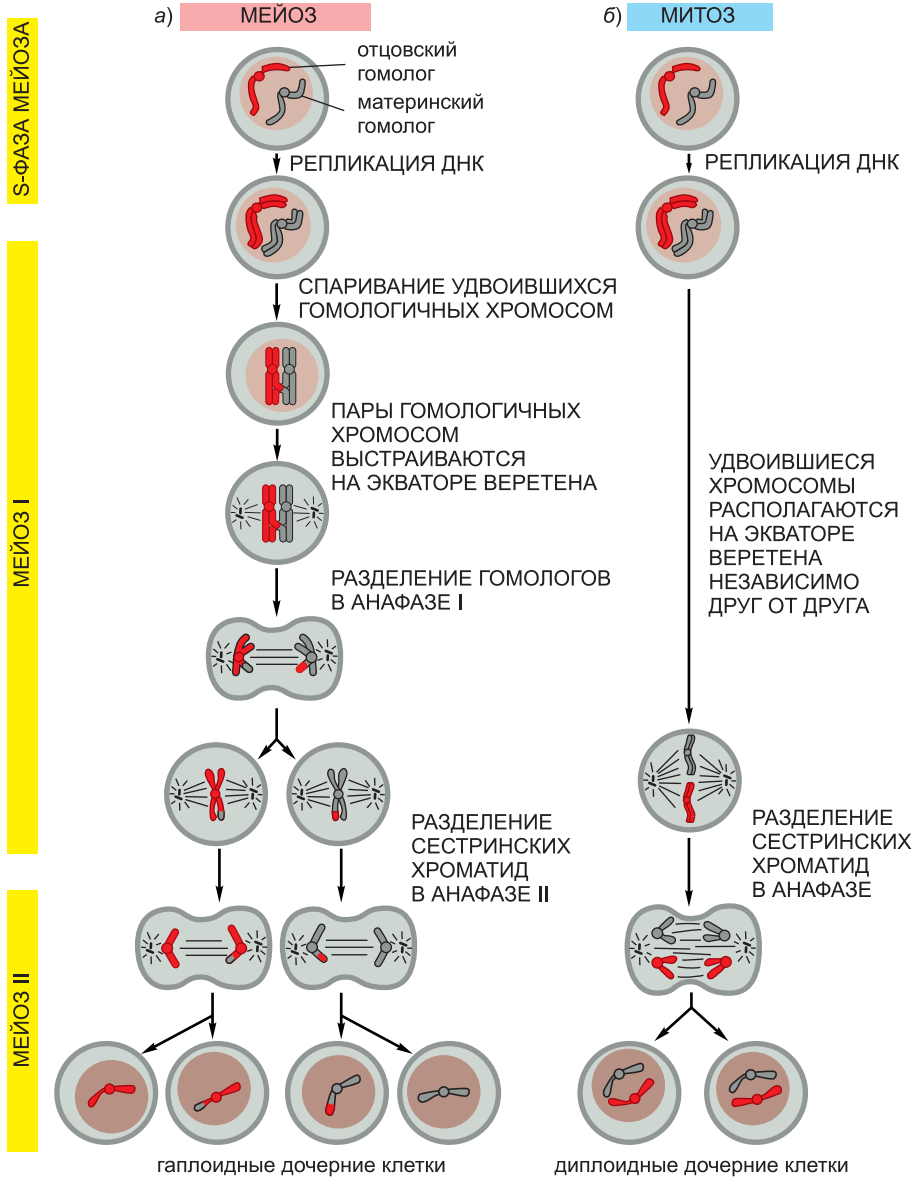 а) МЕЙОЗ
б) МИТОЗ
S-ФАЗА МЕЙОЗА
отцовский
гомолог
материнский
гомолог
РЕПЛИКАЦИЯ ДНК
РЕПЛИКАЦИЯ ДНК
МЕЙОЗ I
СПАРИВАНИЕ УДВОИВШИХСЯ
ГОМОЛОГИЧНЫХ ХРОМОСОМ
ПАРЫ ГОМОЛОГИЧНЫХ
ХРОМОСОМ
ВЫСТРАИВАЮТСЯ
НА ЭКВАТОРЕ ВЕРЕТЕНА
УДВОИВШИЕСЯ
ХРОМОСОМЫ
РАСПОЛАГАЮТСЯ
НА ЭКВАТОРЕ
ВЕРЕТЕНА
НЕЗАВИСИМО
ДРУГ ОТ ДРУГА
РАЗДЕЛЕНИЕ ГОМОЛОГОВ
В АНАФАЗЕ I
РАЗДЕЛЕНИЕ
СЕСТРИНСКИХ
ХРОМАТИД
В АНАФАЗЕ II
РАЗДЕЛЕНИЕ
СЕСТРИНСКИХ
ХРОМАТИД
В АНАФАЗЕ
МЕЙОЗ II
гаплоидные дочерние клетки
диплоидные дочерние клетки